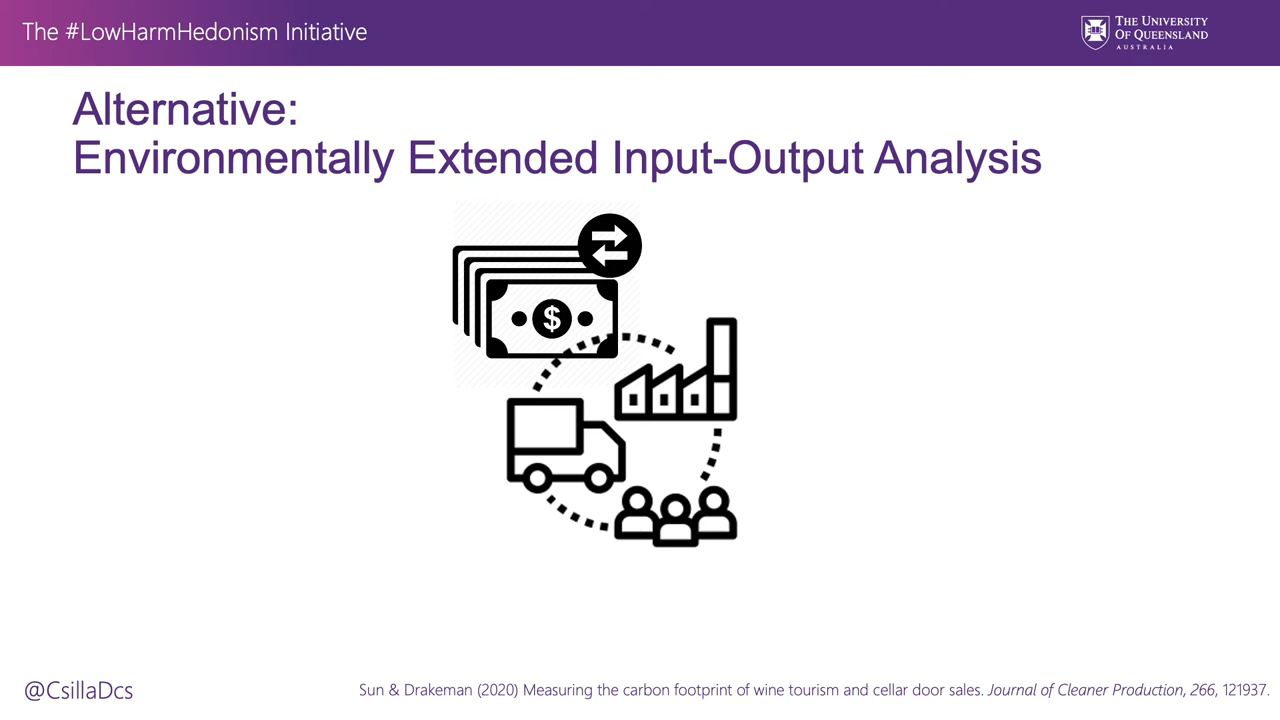 The #LowHarmHedonism Initiative
THE UNIVERSITY
OF QUEENSLAND
AUSTRALIA
Alternative:
Environmentally Extended Input-Output Analysis
$
@CsillaDcs
Sun & Drakeman (2020) Measuring the carbon footprint of wine tourism and cellar door sales. Journal of Cleaner Production, 266, 121937.